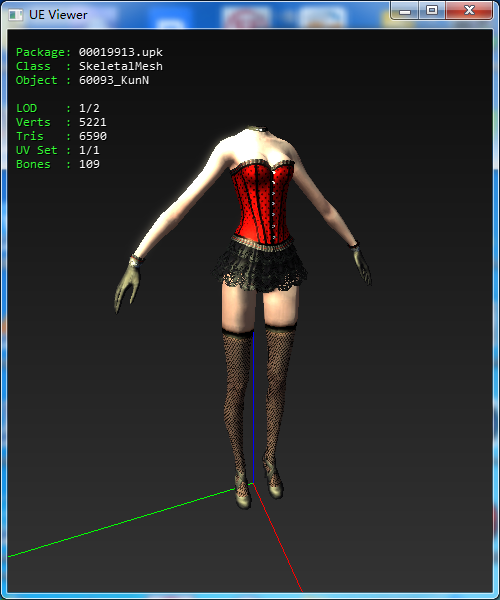 UE Viewer
Package: 00019913.upk
Class : SkeletalMesh
Object : 60093_KunN
LOD : 1/2
Verts : 5221
Tris : 6590
UV Set : 1/1
Bones : 109